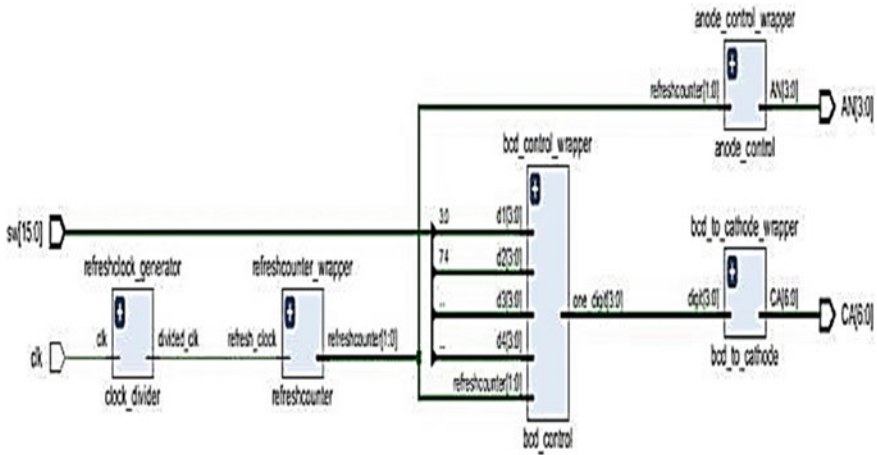 anode_control_wrapper
refreshcounter[1:0]
AN[3:0]
AN[3:0]
anode_control
bcd_control_wrapper
sw[15:0]
3:0
d1[3:0]
7:4
d2[3:0]
...
d3[3:0]
...
d4[3:0]
refreshcounter[1:0]
one_digit[3:0]
bcd_control
bcd_to_cathode_wrapper
digit[3:0]
CA[6:0]
CA[6:0]
bcd_to_cathode
refreshclock_generator
clk
clk
divided_clk
clock_divider
refreshcounter_wrapper
refresh_clock
refreshcounter[1:0]
refreshcounter